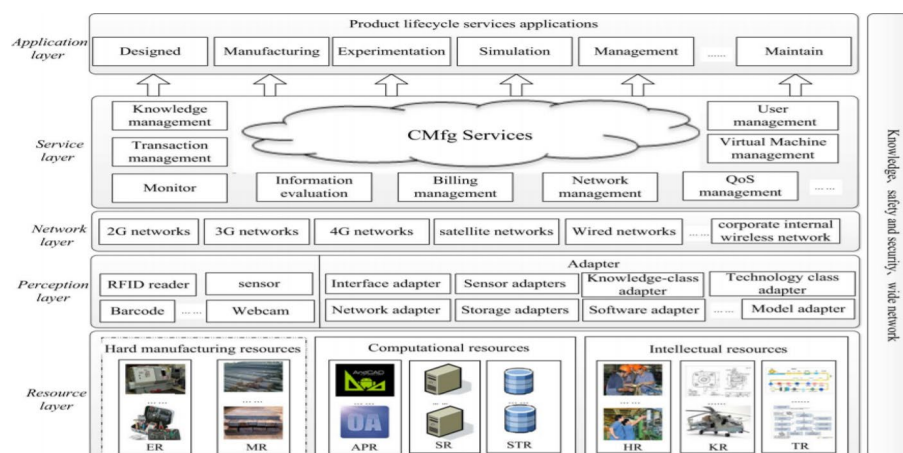 Product lifecycle services applications
Application
layer
Designed
Manufacturing
Experimentation
Simulation
Management
……
Maintain
Service
layer
Knowledge
management
Transaction
management
Monitor
CMfg Services
Information
evaluation
Billing
management
Network
management
User
management
Virtual Machine
management
QoS
management
……
Network
layer
2G networks
3G networks
4G networks
satellite networks
Wired networks
……
corporate internal
wireless network
Perception
layer
RFID reader
sensor
Barcode
……
Webcam
Adapter
Interface adapter
Sensor adapters
Knowledge-class
adapter
Technology class
adapter
Network adapter
Storage adapters
Software adapter
……
Model adapter
Resource
layer
Hard manufacturing resources
……
……
ER
MR
Computational resources
……
……
……
APR
SR
STR
Intellectual resources
……
……
……
HR
KR
TR
Knowledge、safety and security、wide network